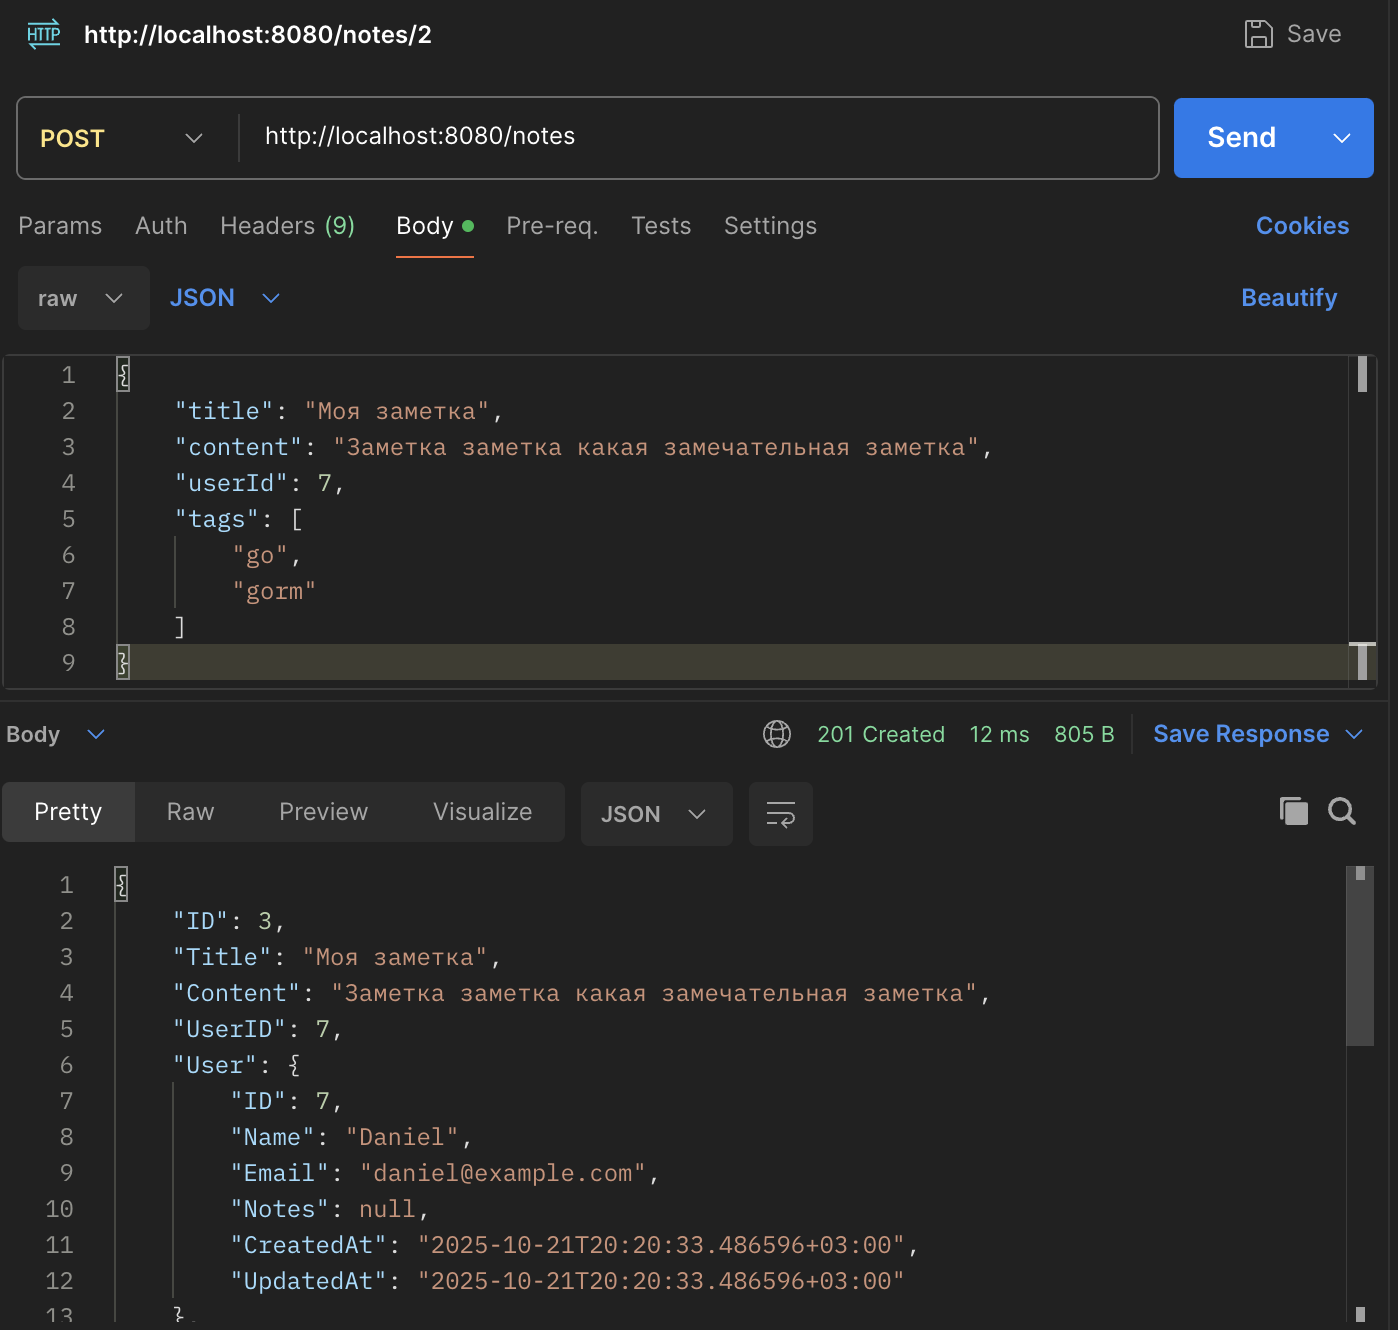 HTTP http://localhost:8080/notes/2 Save
POST http://localhost:8080/notes Send
Params Auth Headers (9) Body Pre-req. Tests Settings Cookies
raw JSON Beautify
1 {
2 "title": "Моя заметка",
3 "content": "Заметка заметка какая замечательная заметка",
4 "userId": 7,
5 "tags": [
6 "go",
7 "gorm"
8 ]
9 }
Body 201 Created 12 ms 805 B Save Response
Pretty Raw Preview Visualize JSON
1 {
2 "ID": 3,
3 "Title": "Моя заметка",
4 "Content": "Заметка заметка какая замечательная заметка",
5 "UserID": 7,
6 "User": {
7 "ID": 7,
8 "Name": "Daniel",
9 "Email": "daniel@example.com",
10 "Notes": null,
11 "CreatedAt": "2025-10-21T20:20:33.486596+03:00",
12 "UpdatedAt": "2025-10-21T20:20:33.486596+03:00"
13 },